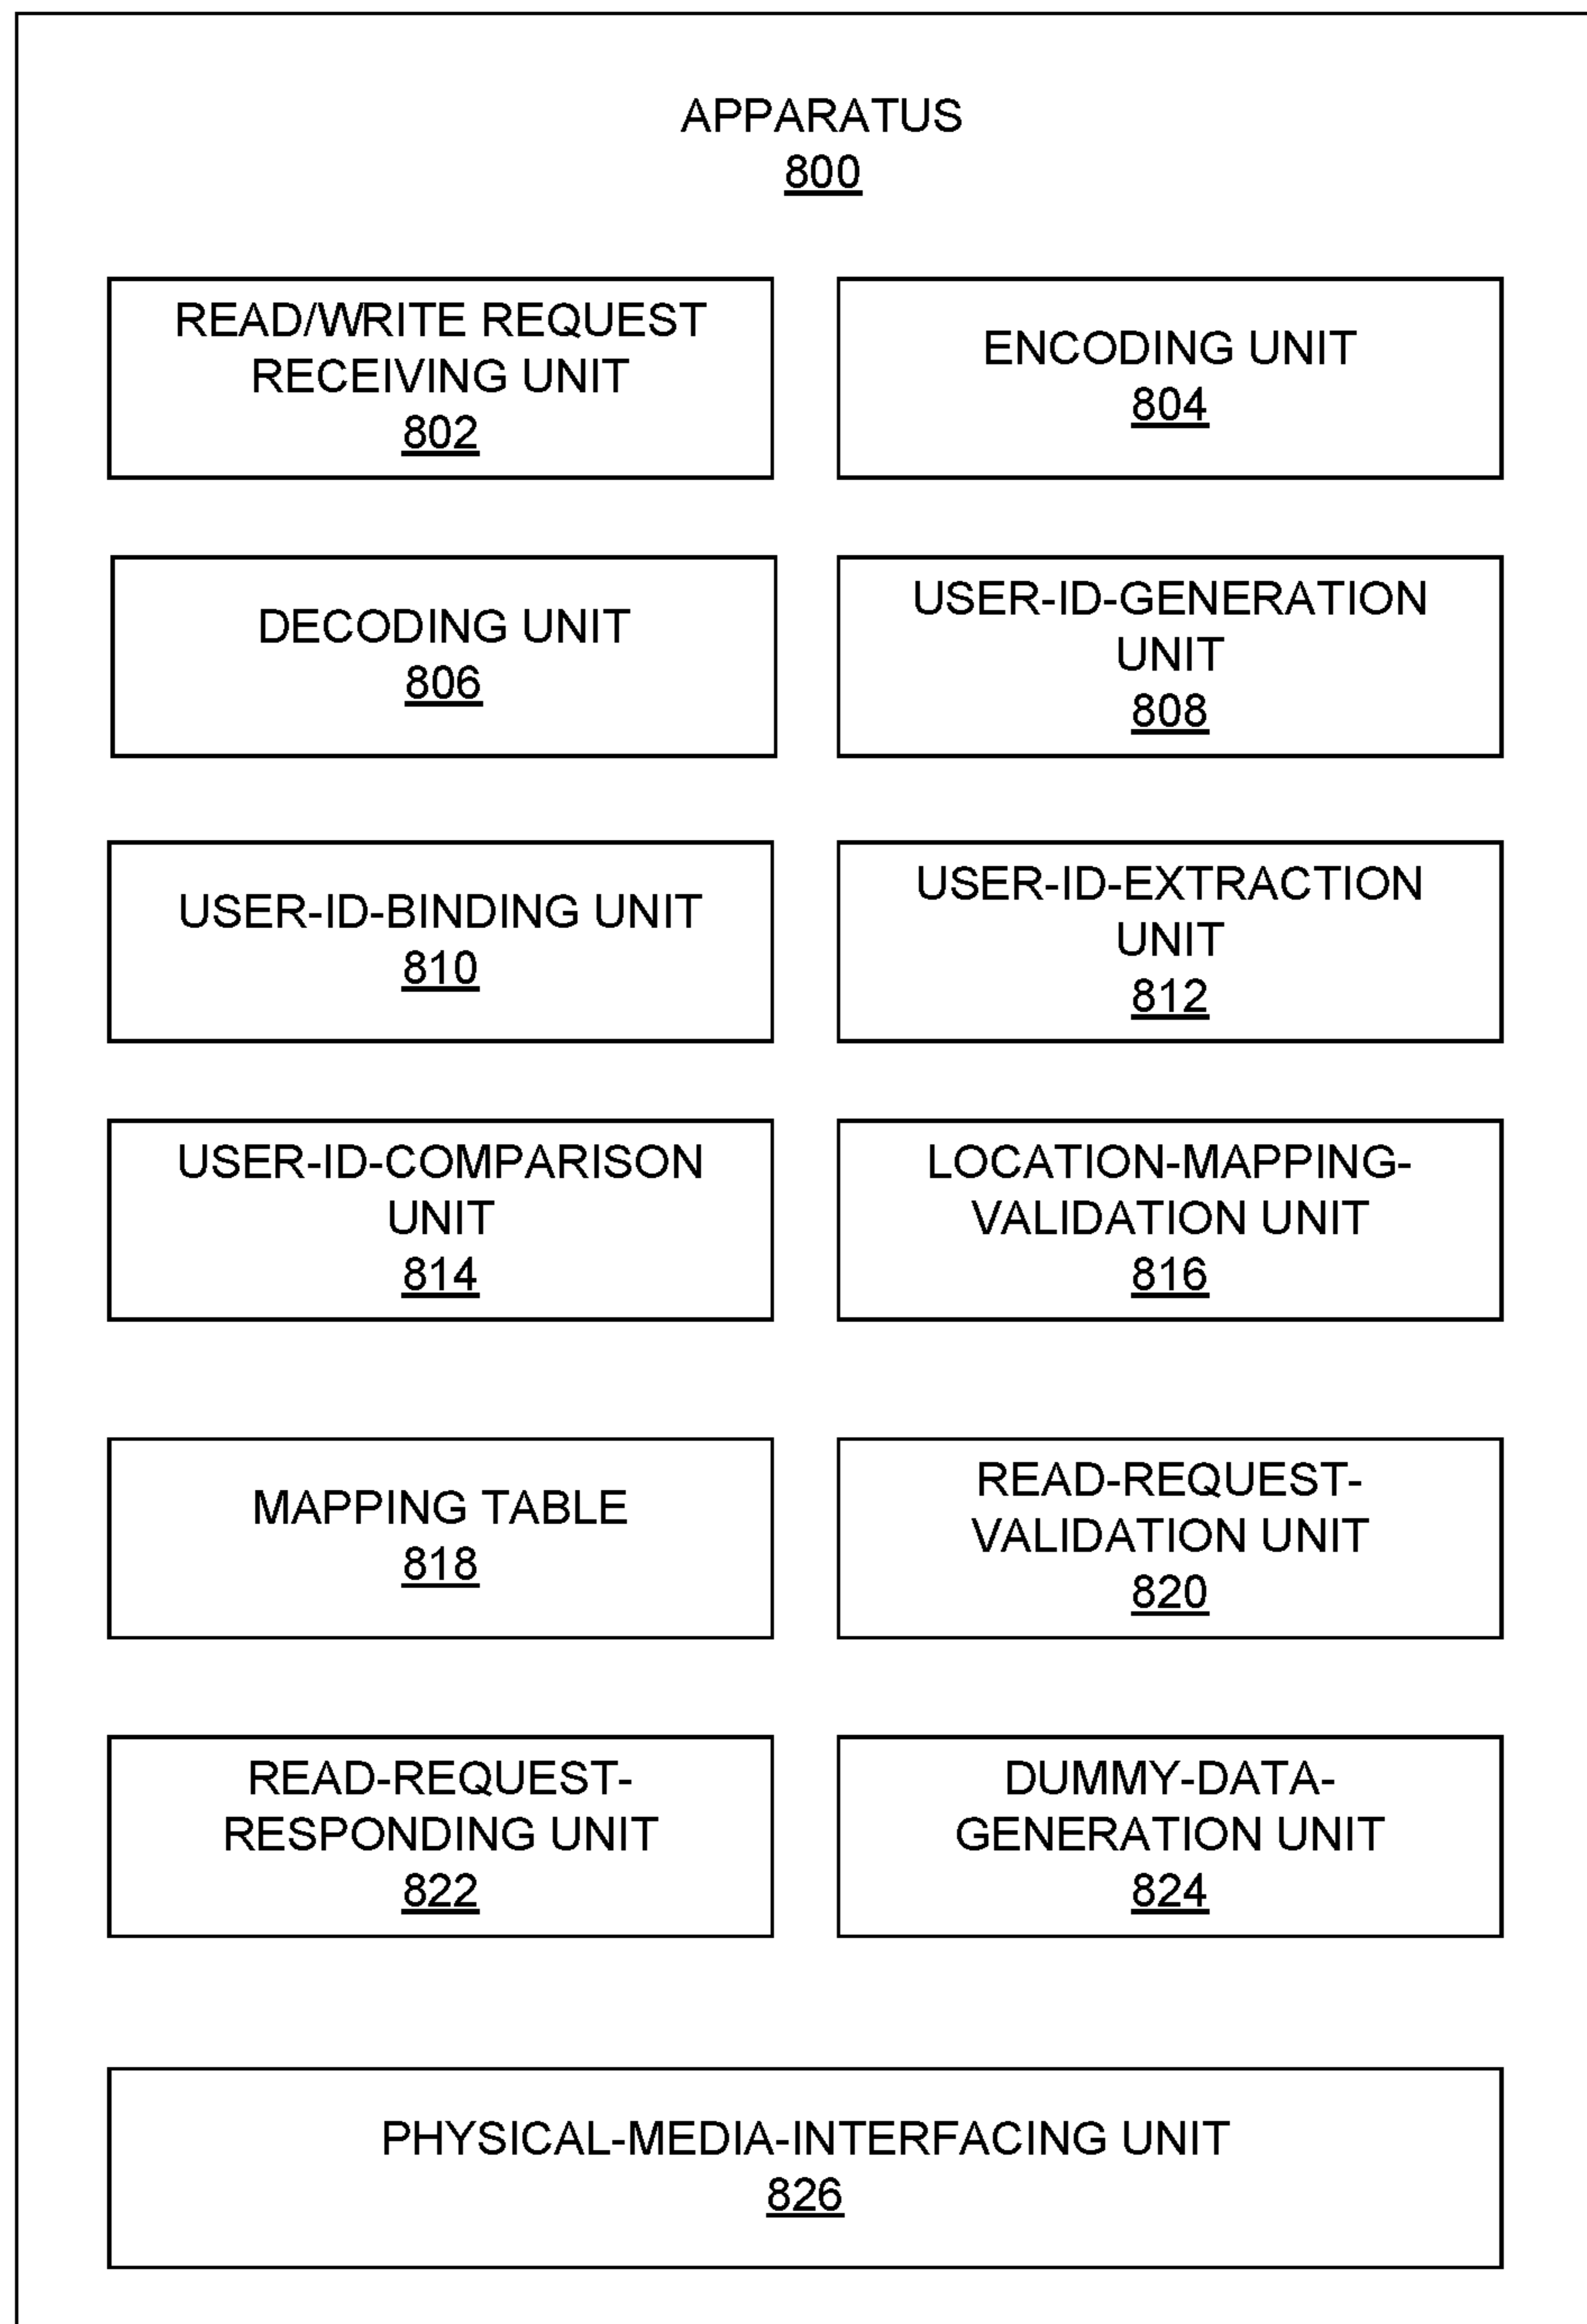 APPARATUS
800
READ/WRITE REQUEST
RECEIVING UNIT
802
ENCODING UNIT
804
DECODING UNIT
806
USER-ID-GENERATION
UNIT
808
USER-ID-BINDING UNIT
810
USER-ID-EXTRACTION
UNIT
812
USER-ID-COMPARISON
UNIT
814
LOCATION-MAPPING-
VALIDATION UNIT
816
MAPPING TABLE
818
READ-REQUEST-
VALIDATION UNIT
820
READ-REQUEST-
RESPONDING UNIT
822
DUMMY-DATA-
GENERATION UNIT
824
PHYSICAL-MEDIA-INTERFACING UNIT
826